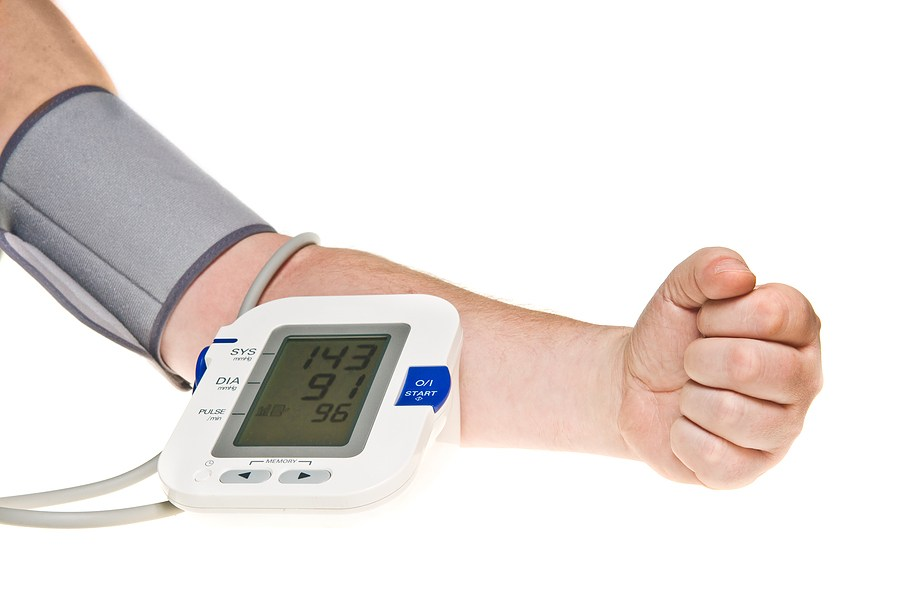 SYS
mmHg
143
DIA
mmHg
91
PULSE
/min
96
O/I
START
MEMORY